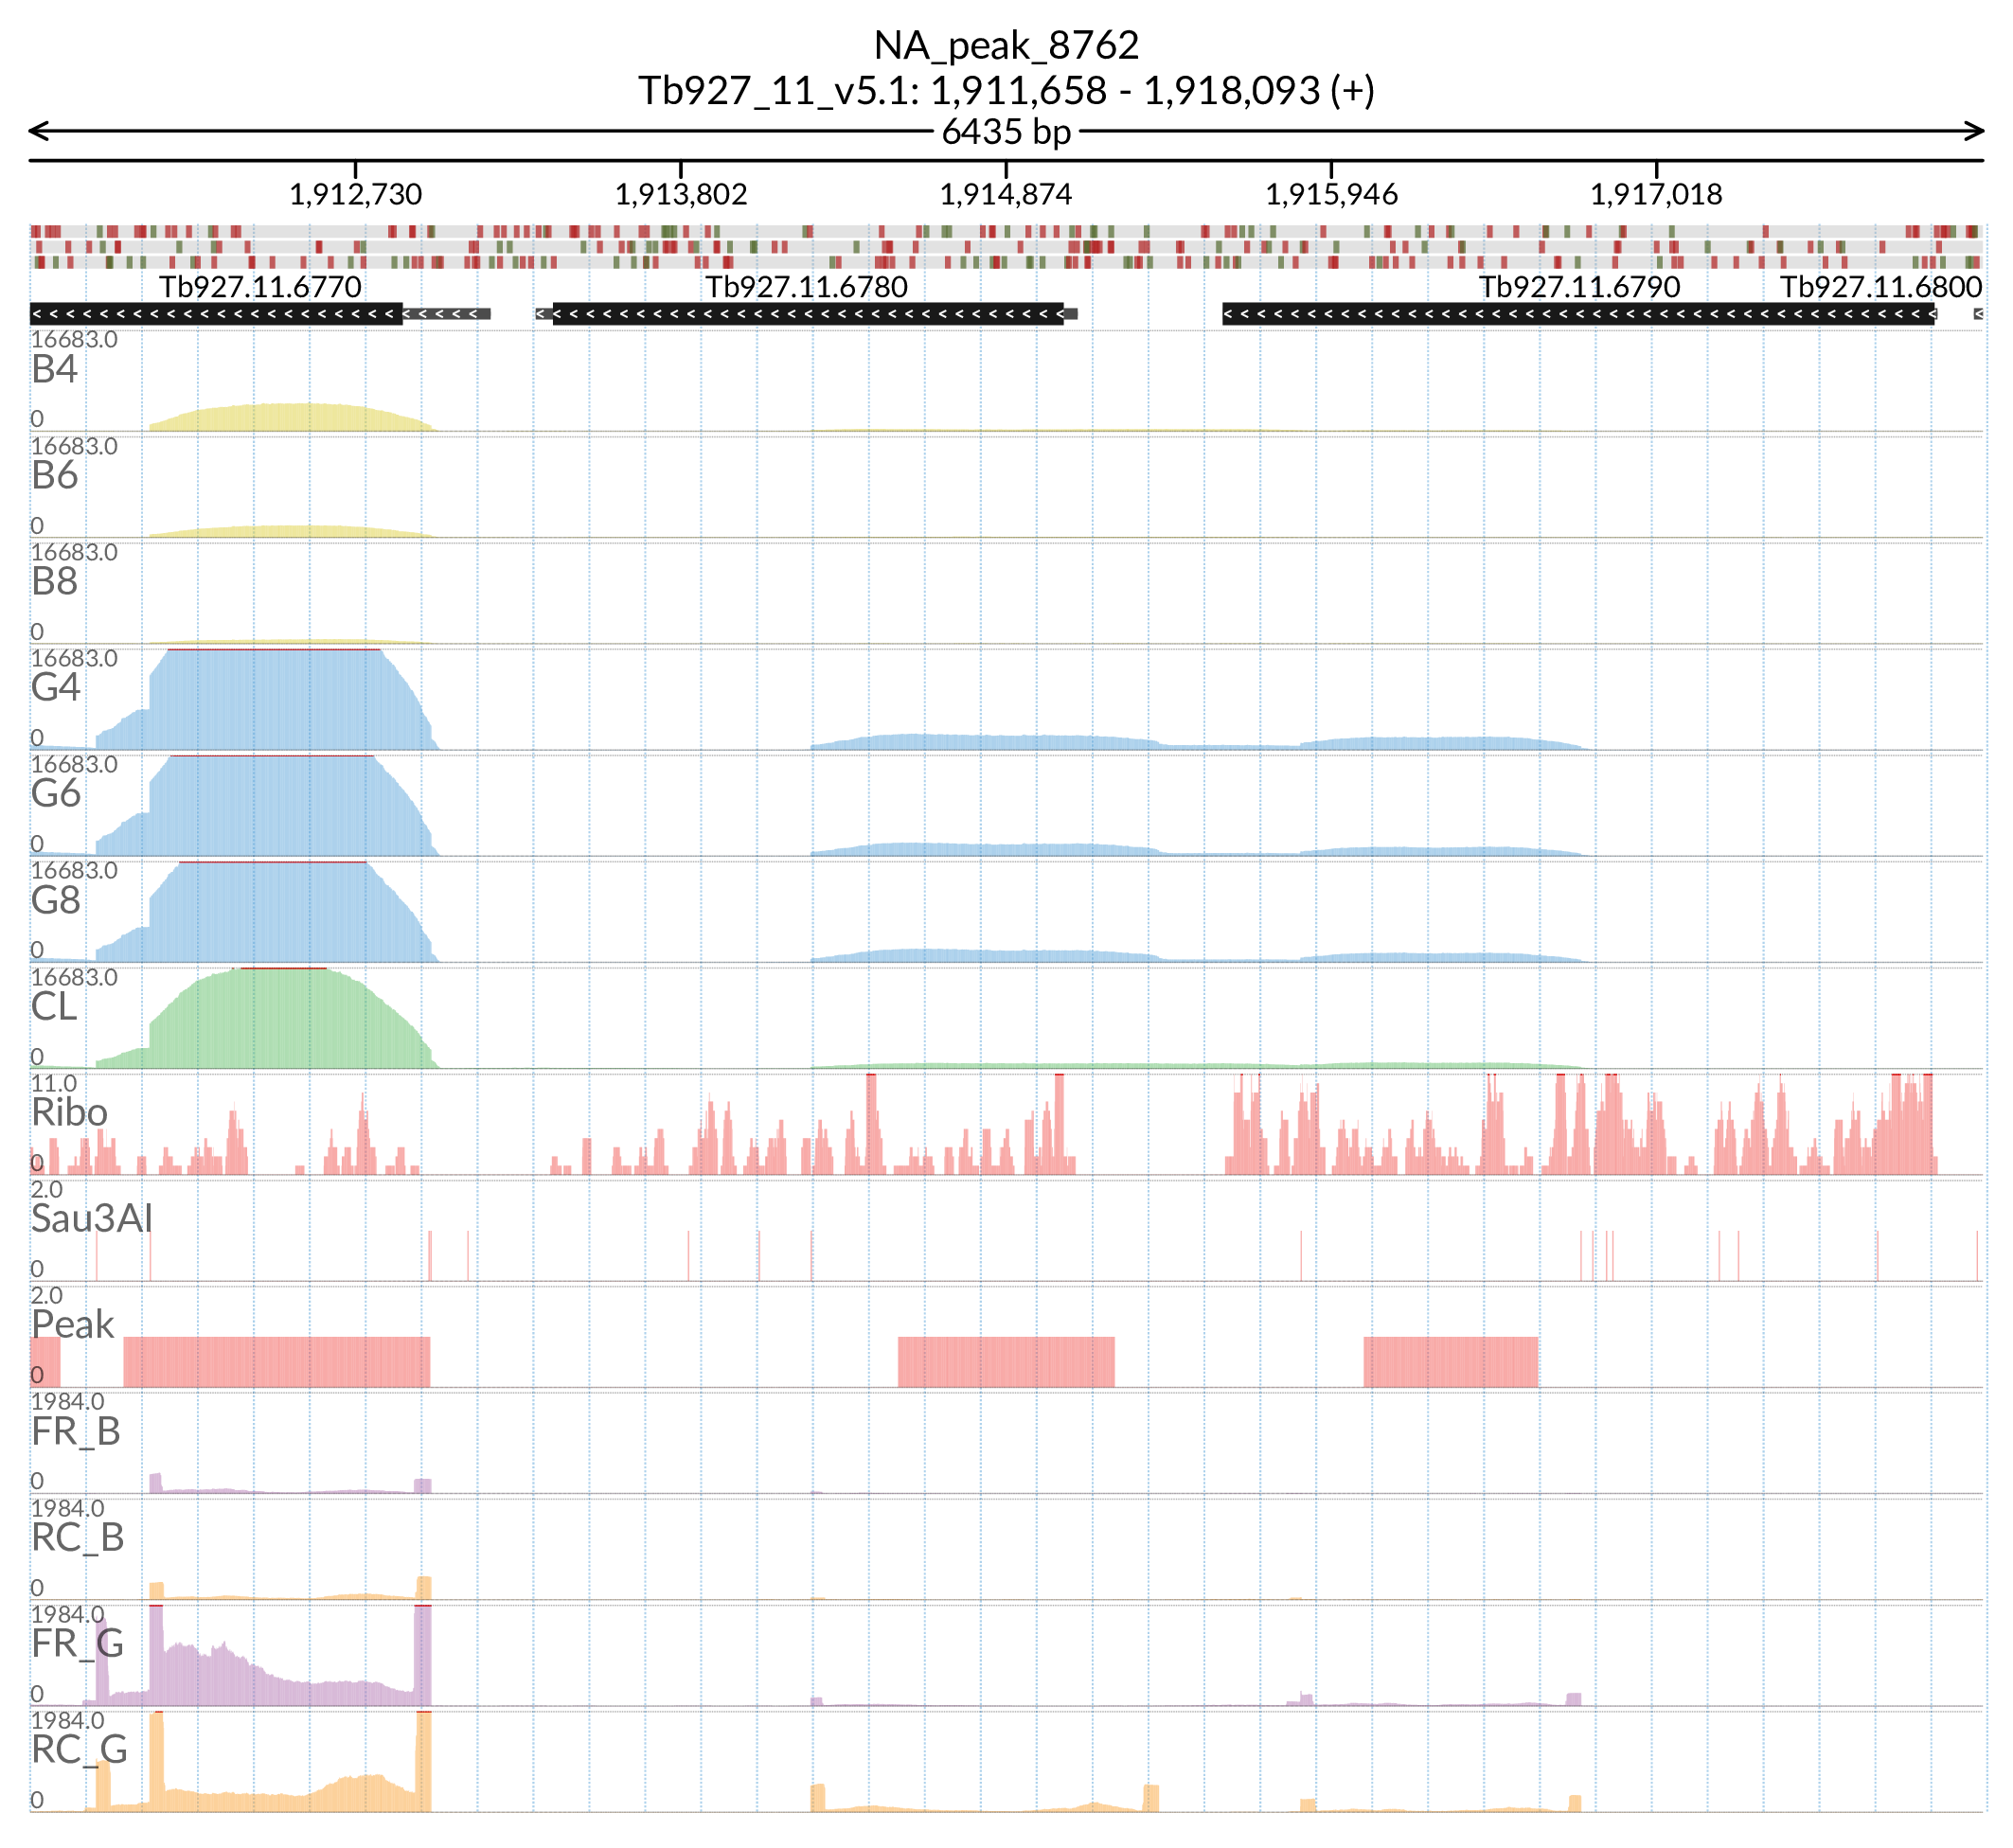 NA_peak_8762
Tb927_11_v5.1: 1,911,658 - 1,918,093 (+)
6435 bp
1,912,730 1,913,802 1,914,874 1,915,946 1,917,018
Tb927.11.6770 Tb927.11.6780 Tb927.11.6790 Tb927.11.6800
16683.0
B4
0
16683.0
B6
0
16683.0
B8
0
16683.0
G4
0
16683.0
G6
0
16683.0
G8
0
16683.0
CL
0
11.0
Ribo
0
2.0
Sau3AI
0
2.0
Peak
0
1984.0
FR_B
0
1984.0
RC_B
0
1984.0
FR_G
0
1984.0
RC_G
0